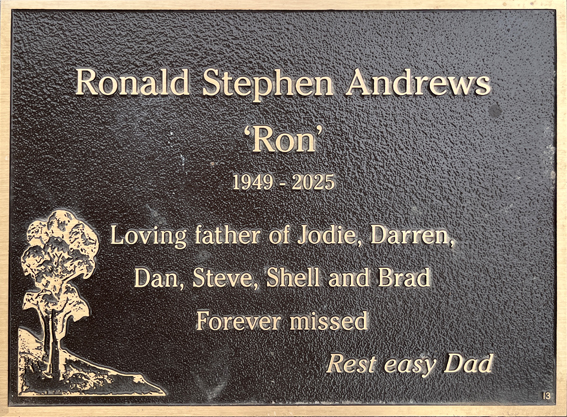 Ronald Stephen Andrews
‘Ron’
1949 - 2025
Loving father of Jodie, Darren,
Dan, Steve, Shell and Brad
Forever missed
Rest easy Dad
13